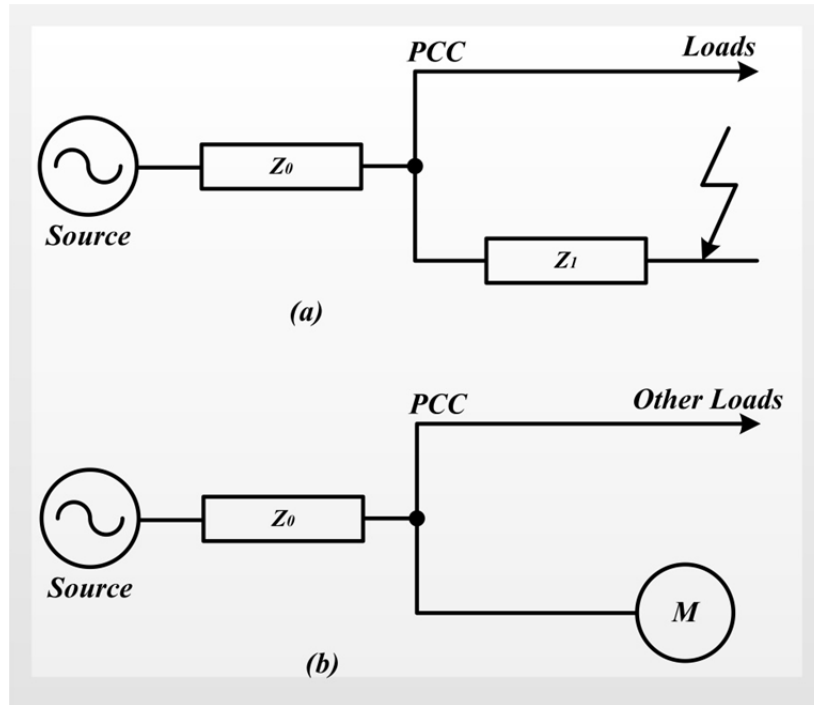 PCC
Loads
Z0
Source
Z1
(a)
PCC
Other Loads
Z0
Source
M
(b)